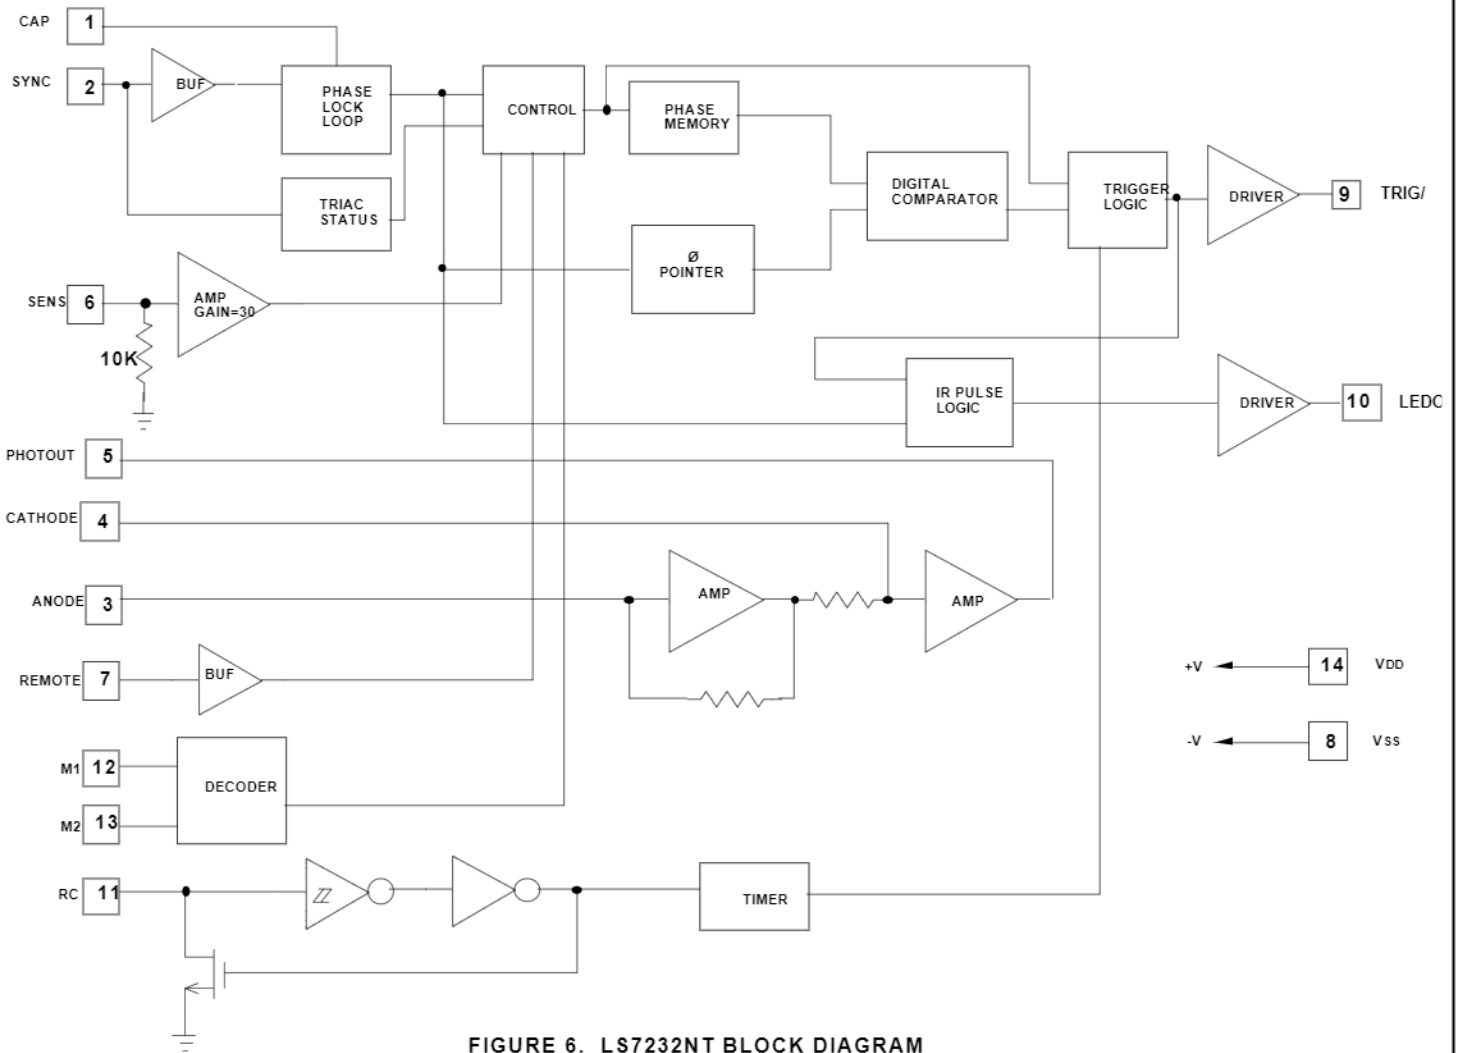 CAP 1
SYNC 2
BUF
PHASE
LOCK
LOOP
CONTROL
PHASE
MEMORY
TRIAC
STATUS
DIGITAL
COMPARATOR
TRIGGER
LOGIC
DRIVER
9 TRIG/
Ø
POINTER
SENS 6
AMP
GAIN=30
10K
IR PULSE
LOGIC
DRIVER
10 LEDC
PHOTOUT 5
CATHODE 4
ANODE 3
AMP
AMP
REMOTE 7
BUF
+V 14 VDD
-V 8 VSS
M1 12
M2 13
DECODER
RC 11
TIMER
FIGURE 6. LS7232NT BLOCK DIAGRAM